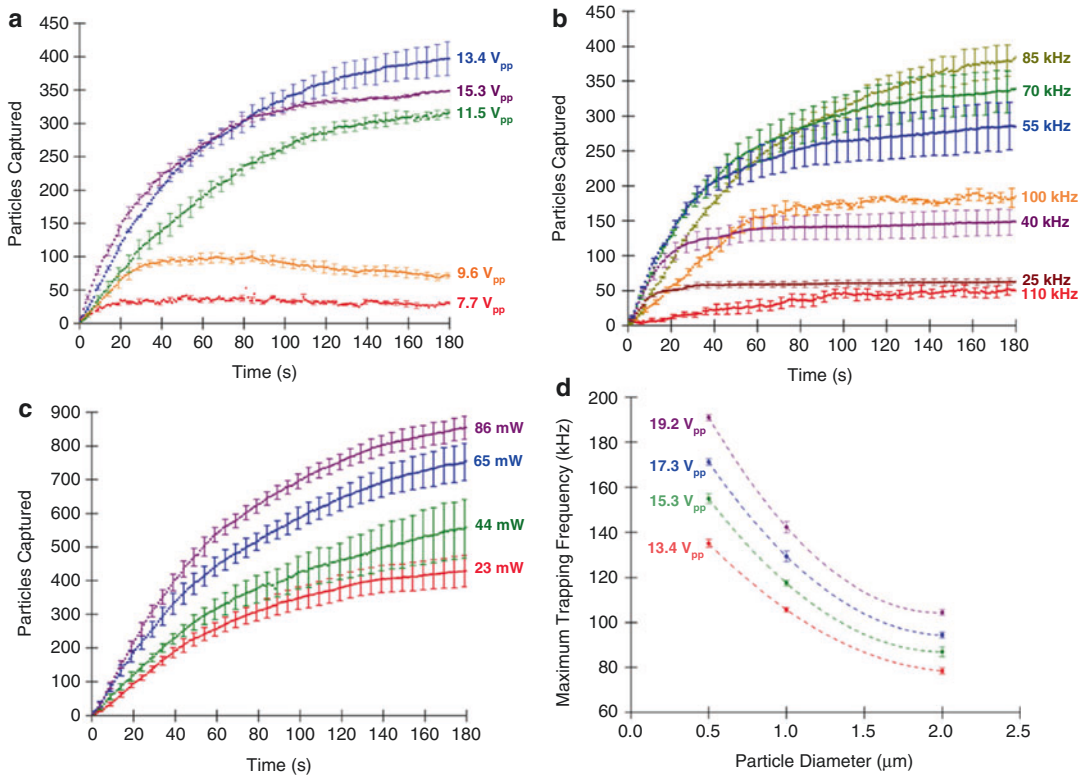 a
Particles Captured
450
400
350
300
250
200
150
100
50
0
0 20 40 60 80 100 120 140 160 180
Time (s)
13.4 Vpp
15.3 Vpp
11.5 Vpp
9.6 Vpp
7.7 Vpp
b
Particles Captured
450
400
350
300
250
200
150
100
50
0
0 20 40 60 80 100 120 140 160 180
Time (s)
85 kHz
70 kHz
55 kHz
100 kHz
40 kHz
25 kHz
110 kHz
c
Particles Captured
900
800
700
600
500
400
300
200
100
0
0 20 40 60 80 100 120 140 160 180
Time (s)
86 mW
65 mW
44 mW
23 mW
d
Maximum Trapping Frequency (kHz)
200
180
160
140
120
100
80
60
0.0 0.5 1.0 1.5 2.0 2.5
Particle Diameter (μm)
19.2 Vpp
17.3 Vpp
15.3 Vpp
13.4 Vpp